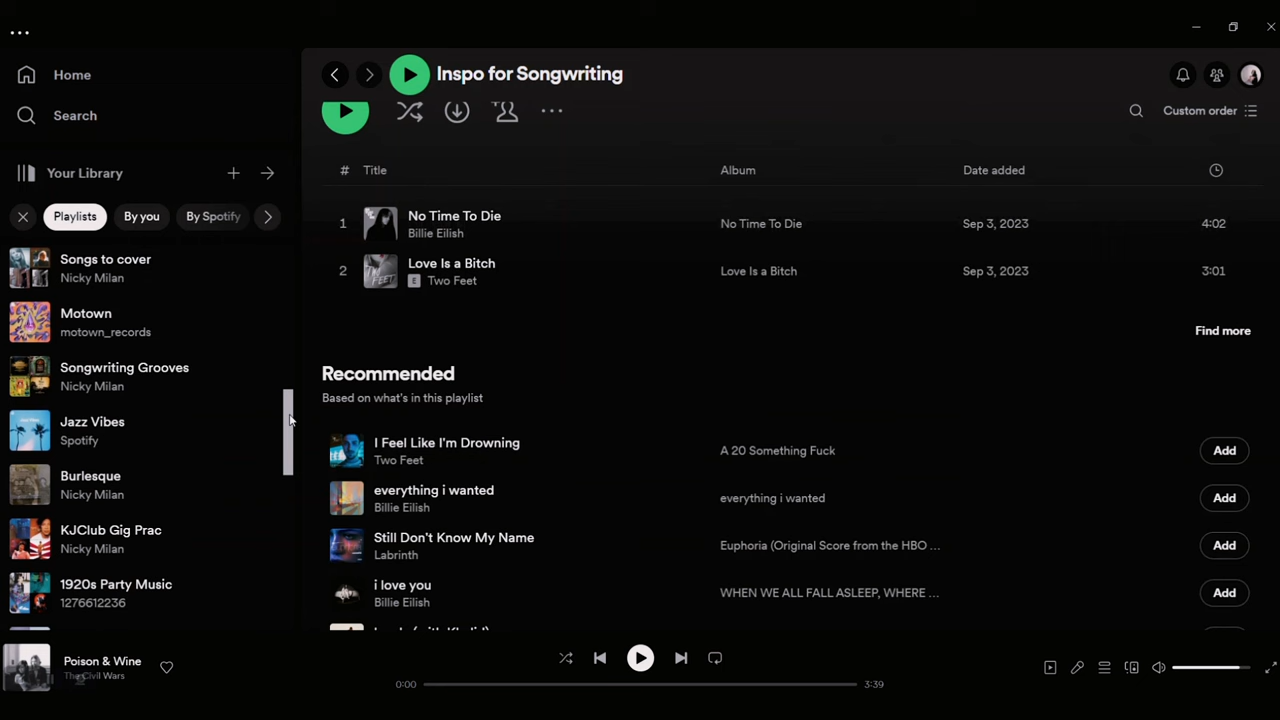 Home
Search
Your Library
Playlists
By you
By Spotify
Songs to cover
Nicky Milan
Motown
motown_records
Songwriting Grooves
Nicky Milan
Jazz Vibes
Spotify
Burlesque
Nicky Milan
KJClub Gig Prac
Nicky Milan
1920s Party Music
1276612236
Inspo for Songwriting
Custom order
# Title Album Date added
1 No Time To Die No Time To Die Sep 3, 2023 4:02
Billie Eilish
2 Love Is a Bitch Love Is a Bitch Sep 3, 2023 3:01
E Two Feet
Find more
Recommended
Based on what's in this playlist
I Feel Like I'm Drowning A 20 Something Fuck Add
Two Feet
everything i wanted everything i wanted Add
Billie Eilish
Still Don't Know My Name Euphoria (Original Score from the HBO ... Add
Labrinth
i love you WHEN WE ALL FALL ASLEEP, WHERE ... Add
Billie Eilish
Poison & Wine
The Civil Wars
0:00 3:39